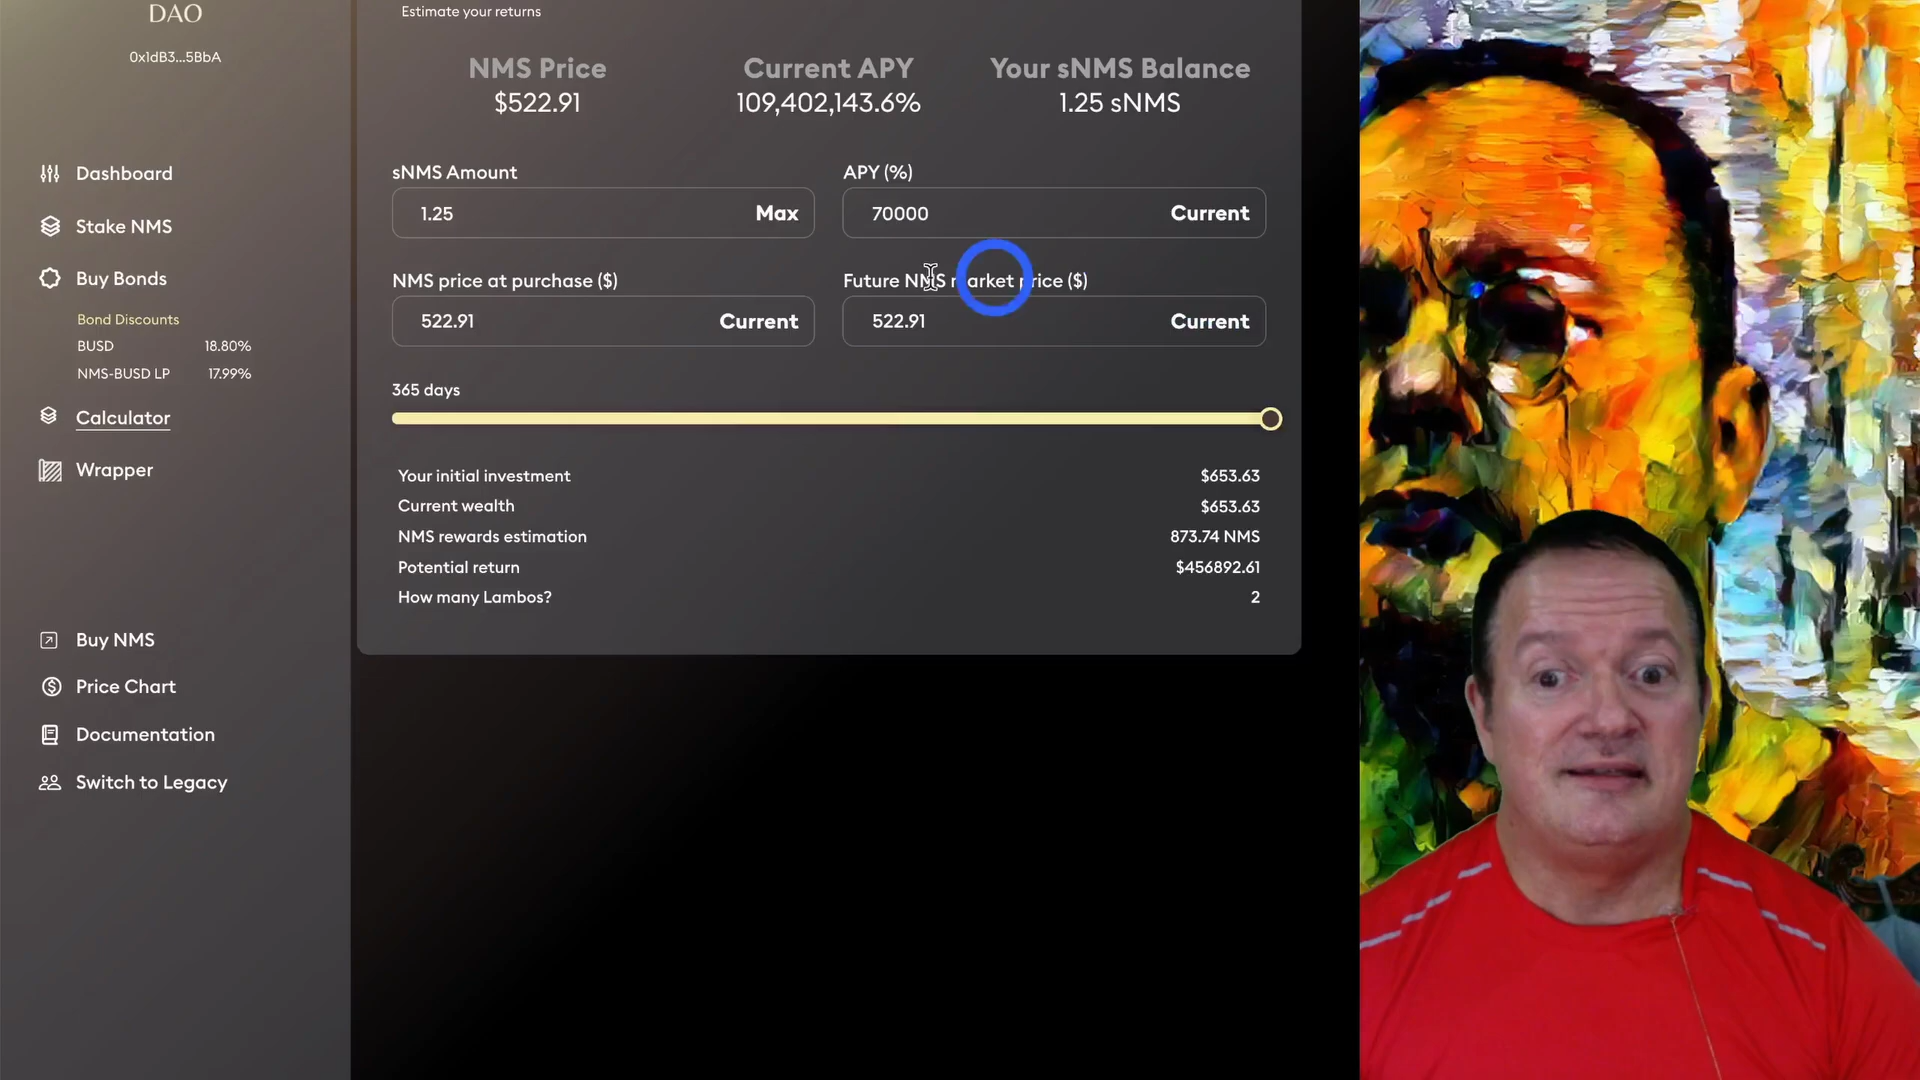 DAO
0x1dB3...5BbA
Dashboard
Stake NMS
Buy Bonds
Bond Discounts
BUSD 18.80%
NMS-BUSD LP 17.99%
Calculator
Wrapper
Buy NMS
Price Chart
Documentation
Switch to Legacy
Estimate your returns
NMS Price Current APY Your sNMS Balance
$522.91 109,402,143.6% 1.25 sNMS
sNMS Amount APY (%)
1.25 Max 70000 Current
NMS price at purchase ($) Future NMS market price ($)
522.91 Current 522.91 Current
365 days
Your initial investment $653.63
Current wealth $653.63
NMS rewards estimation 873.74 NMS
Potential return $456892.61
How many Lambos? 2